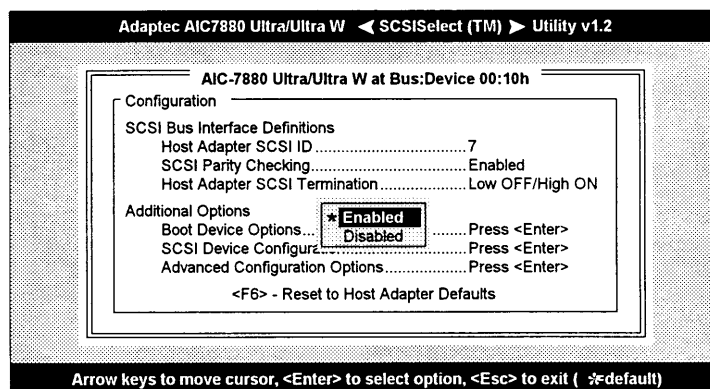 Adaptec AIC7880 Ultra/Ultra W ◄ SCSISelect (TM) ► Utility v1.2
AIC-7880 Ultra/Ultra W at Bus:Device 00:10h
Configuration
SCSI Bus Interface Definitions
Host Adapter SCSI ID...............................7
SCSI Parity Checking................................Enabled
Host Adapter SCSI Termination..................Low OFF/High ON
Additional Options
* Enabled
Disabled
Boot Device Options... .......Press <Enter>
SCSI Device Configura ..........Press <Enter>
Advanced Configuration Options.................Press <Enter>
<F6> - Reset to Host Adapter Defaults
Arrow keys to move cursor, <Enter> to select option, <Esc> to exit ( *default)